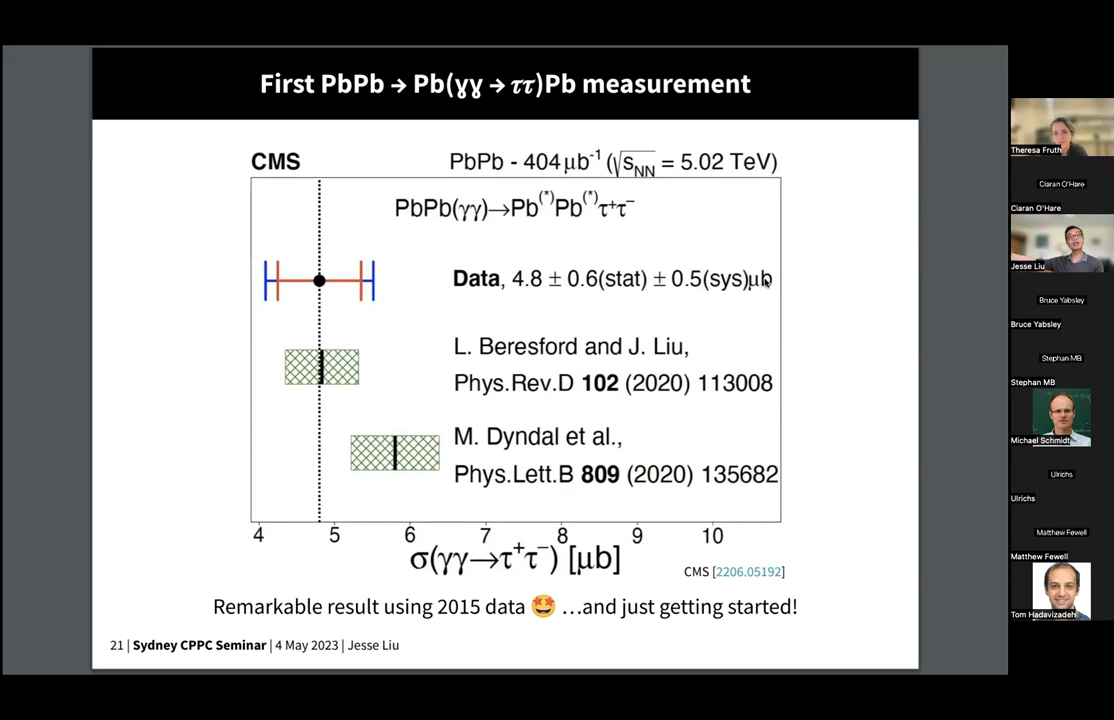 First PbPb → Pb(γγ → ττ)Pb measurement
CMS
PbPb - 404 μb⁻¹ (√sNN = 5.02 TeV)
PbPb(γγ)→Pb(*)Pb(*)τ⁺τ⁻
Data, 4.8 ± 0.6(stat) ± 0.5(sys)μb
L. Beresford and J. Liu,
Phys.Rev.D 102 (2020) 113008
M. Dyndal et al.,
Phys.Lett.B 809 (2020) 135682
4 5 6 7 8 9 10
σ(γγ→τ⁺τ⁻) [μb]
CMS [2206.05192]
Remarkable result using 2015 data 🤩 …and just getting started!
21 | Sydney CPPC Seminar | 4 May 2023 | Jesse Liu
Theresa Fruth
Ciaran O'Hare
Ciaran O'Hare
Jesse Liu
Bruce Yabsley
Bruce Yabsley
Stephan MB
Stephan MB
Michael Schmidt
Ulrichs
Ulrichs
Matthew Fewell
Matthew Fewell
Tom Hadavizadeh